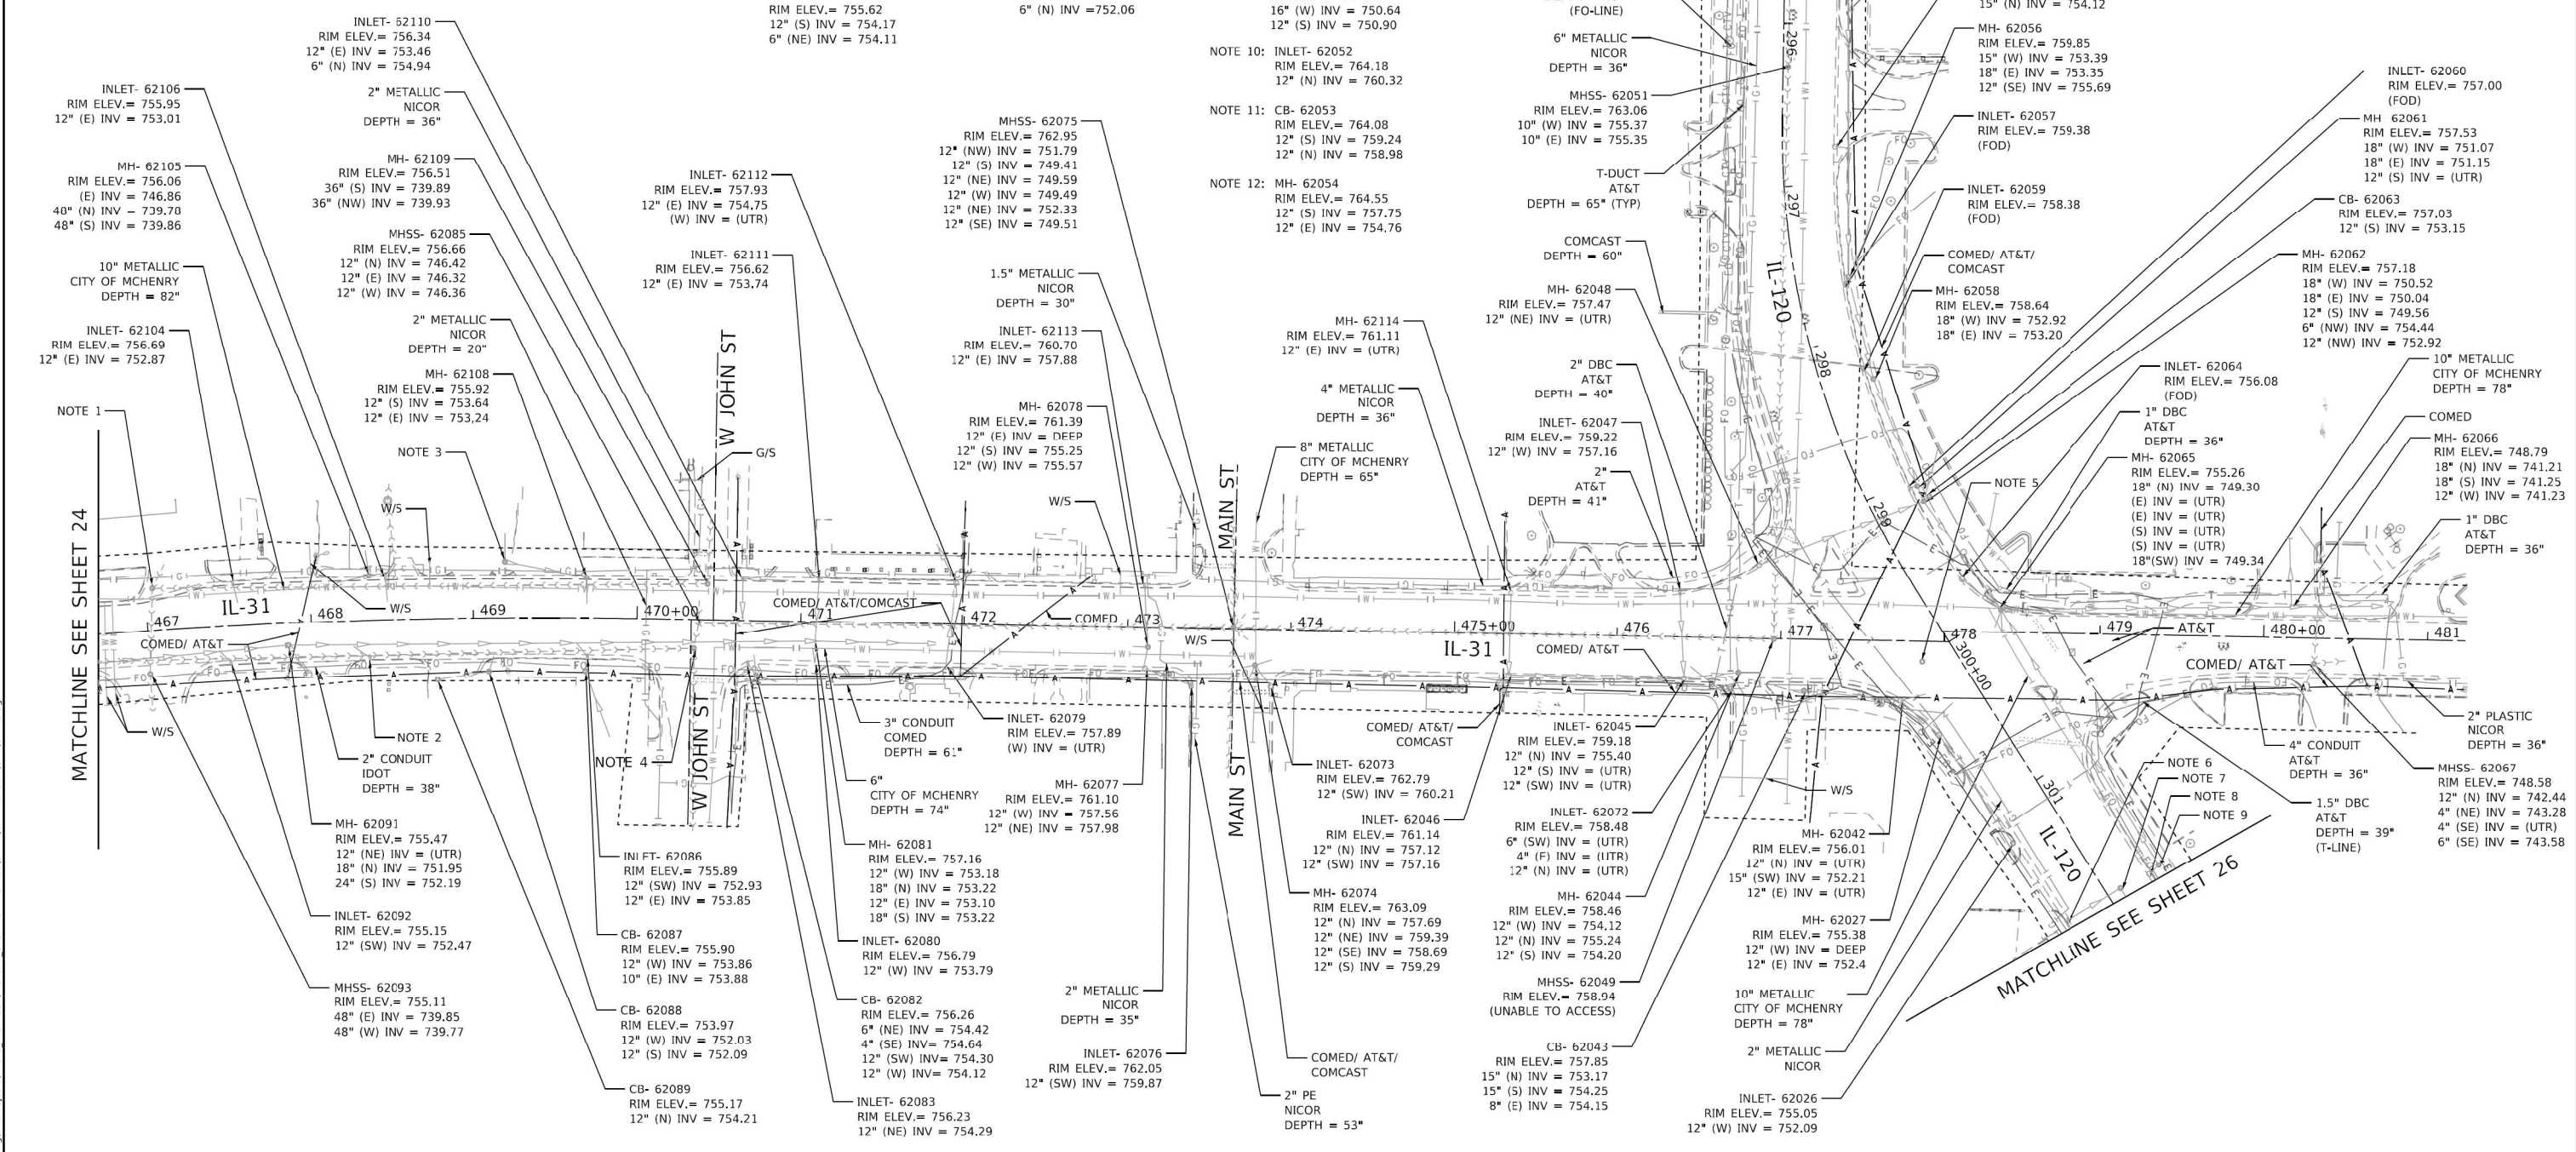 RIM ELEV.= 755.62
12" (S) INV = 754.17
6" (NE) INV = 754.11
6" (N) INV =752.06
16" (W) INV = 750.64
12" (S) INV = 750.90
(FO-LINE)
15" (N) INV = 754.12
INLET- 62110
RIM ELEV.= 756.34
12" (E) INV = 753.46
6" (N) INV = 754.94
INLET- 62106
RIM ELEV.= 755.95
12" (E) INV = 753.01
2" METALLIC
NICOR
DEPTH = 36"
MH- 62105
RIM ELEV.= 756.06
(E) INV = 746.86
48" (N) INV = 739.78
48" (S) INV = 739.86
MH- 62109
RIM ELEV.= 756.51
36" (S) INV = 739.89
36" (NW) INV = 739.93
MHSS- 62085
RIM ELEV.= 756.66
12" (N) INV = 746.42
12" (E) INV = 746.32
12" (W) INV = 746.36
10" METALLIC
CITY OF MCHENRY
DEPTH = 82"
INLET- 62104
RIM ELEV.= 756.69
12" (E) INV = 752.87
2" METALLIC
NICOR
DEPTH = 20"
MH- 62108
RIM ELEV.= 755.92
12" (S) INV = 753.64
12" (E) INV = 753.24
NOTE 1
NOTE 3
W/S
INLET- 62112
RIM ELEV.= 757.93
12" (E) INV = 754.75
(W) INV = (UTR)
INLET- 62111
RIM ELEV.= 756.62
12" (E) INV = 753.74
W JOHN ST
G/S
MHSS- 62075
RIM ELEV.= 762.95
12" (NW) INV = 751.79
12" (S) INV = 749.41
12" (NE) INV = 749.59
12" (W) INV = 749.49
12" (NE) INV = 752.33
12" (SE) INV = 749.51
1.5" METALLIC
NICOR
DEPTH = 30"
INLET- 62113
RIM ELEV.= 760.70
12" (E) INV = 757.88
MH- 62078
RIM ELEV.= 761.39
12" (E) INV = DEEP
12" (S) INV = 755.25
12" (W) INV = 755.57
W/S
NOTE 10: INLET- 62052
RIM ELEV.= 764.18
12" (N) INV = 760.32
NOTE 11: CB- 62053
RIM ELEV.= 764.08
12" (S) INV = 759.24
12" (N) INV = 758.98
NOTE 12: MH- 62054
RIM ELEV.= 764.55
12" (S) INV = 757.75
12" (E) INV = 754.76
MH- 62114
RIM ELEV.= 761.11
12" (E) INV = (UTR)
4" METALLIC
NICOR
DEPTH = 36"
8" METALLIC
CITY OF MCHENRY
DEPTH = 65"
MAIN ST
6" METALLIC
NICOR
DEPTH = 36"
MHSS- 62051
RIM ELEV.= 763.06
10" (W) INV = 755.37
10" (E) INV = 755.35
T-DUCT
AT&T
DEPTH = 65" (TYP)
COMCAST
DEPTH = 60"
MH- 62048
RIM ELEV.= 757.47
12" (NE) INV = (UTR)
2" DBC
AT&T
DEPTH = 40"
INLET- 62047
RIM ELEV.= 759.22
12" (W) INV = 757.16
2"
AT&T
DEPTH = 41"
296
297
IL-120
298
299
MH- 62056
RIM ELEV.= 759.85
15" (W) INV = 753.39
18" (E) INV = 753.35
12" (SE) INV = 755.69
INLET- 62057
RIM ELEV.= 759.38
(FOD)
INLET- 62059
RIM ELEV.= 758.38
(FOD)
COMED/ AT&T/
COMCAST
MH- 62058
RIM ELEV.= 758.64
18" (W) INV = 752.92
18" (E) INV = 753.20
INLET- 62060
RIM ELEV.= 757.00
(FOD)
MH- 62061
RIM ELEV.= 757.53
18" (W) INV = 751.07
18" (E) INV = 751.15
12" (S) INV = (UTR)
CB- 62063
RIM ELEV.= 757.03
12" (S) INV = 753.15
MH- 62062
RIM ELEV.= 757.18
18" (W) INV = 750.52
18" (E) INV = 750.04
12" (S) INV = 749.56
6" (NW) INV = 754.44
12" (NW) INV = 752.92
INLET- 62064
RIM ELEV.= 756.08
(FOD)
1" DBC
AT&T
DEPTH = 36"
MH- 62065
RIM ELEV.= 755.26
18" (N) INV = 749.30
(E) INV = (UTR)
(E) INV = (UTR)
(S) INV = (UTR)
(S) INV = (UTR)
18"(SW) INV = 749.34
NOTE 5
10" METALLIC
CITY OF MCHENRY
DEPTH = 78"
COMED
MH- 62066
RIM ELEV.= 748.79
18" (N) INV = 741.21
18" (S) INV = 741.25
12" (W) INV = 741.23
1" DBC
AT&T
DEPTH = 36"
MATCHLINE SEE SHEET 24
467
IL-31
468
W/S
469
470+00
COMED/ AT&T/COMCAST
471
472
COMED
473
W/S
474
475+00
IL-31
476
477
478
479
AT&T
480+00
481
COMED/ AT&T
COMED/ AT&T
COMED/ AT&T
300+00
W/S
NOTE 2
2" CONDUIT
IDOT
DEPTH = 38"
MH- 62091
RIM ELEV.= 755.47
12" (NE) INV = (UTR)
18" (N) INV = 751.95
24" (S) INV = 752.19
INLET- 62092
RIM ELEV.= 755.15
12" (SW) INV = 752.47
MHSS- 62093
RIM ELEV.= 755.11
48" (E) INV = 739.85
48" (W) INV = 739.77
NOTE 4
W JOHN ST
INLET- 62086
RIM ELEV.= 755.89
12" (SW) INV = 752.93
12" (E) INV = 753.85
CB- 62087
RIM ELEV.= 755.90
12" (W) INV = 753.86
10" (E) INV = 753.88
CB- 62088
RIM ELEV.= 753.97
12" (W) INV = 752.03
12" (S) INV = 752.09
CB- 62089
RIM ELEV.= 755.17
12" (N) INV = 754.21
3" CONDUIT
COMED
DEPTH = 61"
6"
CITY OF MCHENRY
DEPTH = 74"
MH- 62081
RIM ELEV.= 757.16
12" (W) INV = 753.18
18" (N) INV = 753.22
12" (E) INV = 753.10
18" (S) INV = 753.22
INLET- 62080
RIM ELEV.= 756.79
12" (W) INV = 753.79
CB- 62082
RIM ELEV.= 756.26
6" (NE) INV = 754.42
4" (SE) INV= 754.64
12" (SW) INV= 754.30
12" (W) INV= 754.12
INLET- 62083
RIM ELEV.= 756.23
12" (NE) INV = 754.29
INLET- 62079
RIM ELEV.= 757.89
(W) INV = (UTR)
MH- 62077
RIM ELEV.= 761.10
12" (W) INV = 757.56
12" (NE) INV = 757.98
2" METALLIC
NICOR
DEPTH = 35"
INLET- 62076
RIM ELEV.= 762.05
12" (SW) INV = 759.87
MAIN ST
INLET- 62073
RIM ELEV.= 762.79
12" (SW) INV = 760.21
MH- 62074
RIM ELEV.= 763.09
12" (N) INV = 757.69
12" (NE) INV = 759.39
12" (SE) INV = 758.69
12" (S) INV = 759.29
COMED/ AT&T/
COMCAST
2" PE
NICOR
DEPTH = 53"
COMED/ AT&T/
COMCAST
INLET- 62046
RIM ELEV.= 761.14
12" (N) INV = 757.12
12" (SW) INV = 757.16
INLET- 62045
RIM ELEV.= 759.18
12" (N) INV = 755.40
12" (S) INV = (UTR)
12" (SW) INV = (UTR)
INLET- 62072
RIM ELEV.= 758.48
6" (SW) INV = (UTR)
4" (E) INV = (UTR)
12" (N) INV = (UTR)
MH- 62044
RIM ELEV.= 758.46
12" (W) INV = 754.12
12" (N) INV = 755.24
12" (S) INV = 754.20
MHSS- 62049
RIM ELEV.= 758.94
(UNABLE TO ACCESS)
CB- 62043
RIM ELEV.= 757.85
15" (N) INV = 753.17
15" (S) INV = 754.25
8" (E) INV = 754.15
W/S
MH- 62042
RIM ELEV.= 756.01
12" (N) INV = (UTR)
15" (SW) INV = 752.21
12" (E) INV = (UTR)
MH- 62027
RIM ELEV.= 755.38
12" (W) INV = DEEP
12" (E) INV = 752.4
10" METALLIC
CITY OF MCHENRY
DEPTH = 78"
2" METALLIC
NICOR
INLET- 62026
RIM ELEV.= 755.05
12" (W) INV = 752.09
301
IL-120
NOTE 6
NOTE 7
NOTE 8
NOTE 9
MATCHLINE SEE SHEET 26
4" CONDUIT
AT&T
DEPTH = 36"
1.5" DBC
AT&T
DEPTH = 39"
(T-LINE)
2" PLASTIC
NICOR
DEPTH = 36"
MHSS- 62067
RIM ELEV.= 748.58
12" (N) INV = 742.44
4" (NE) INV = 743.28
4" (SE) INV = (UTR)
6" (SE) INV = 743.58